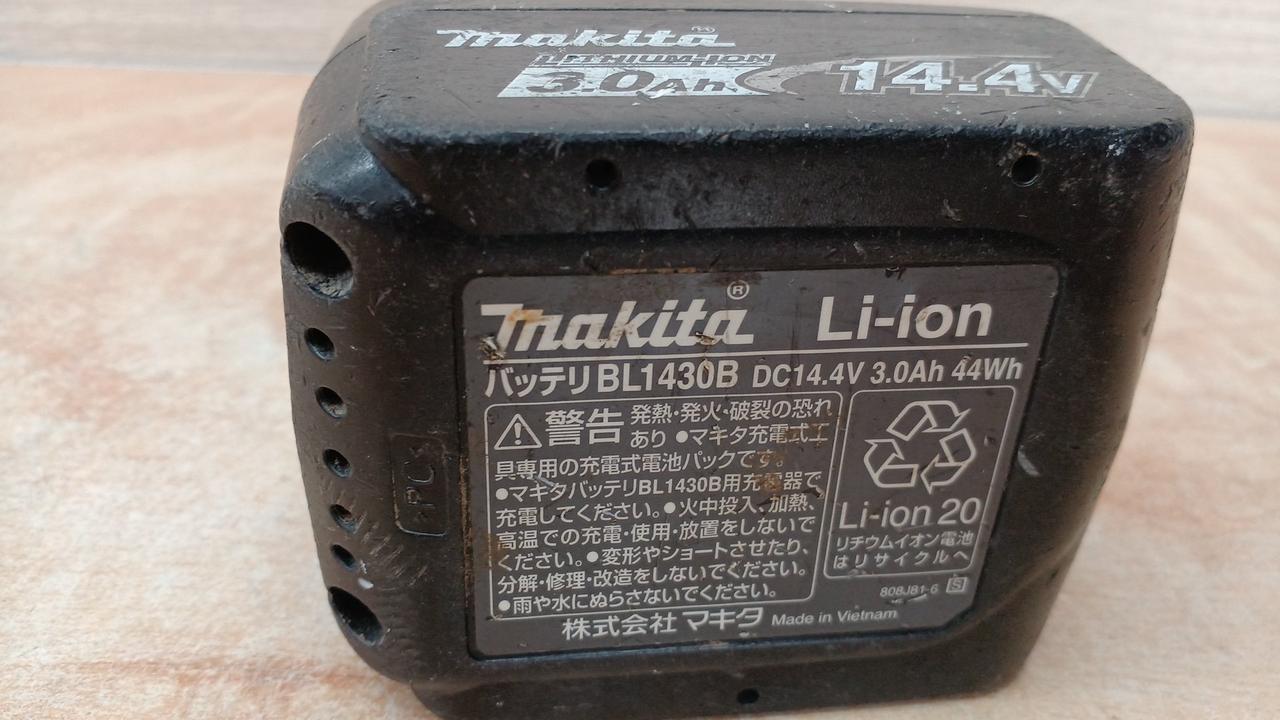 makita
LITHIUM-ION
3.0Ah 14.4V
makita® Li-ion
バッテリBL1430B DC14.4V 3.0Ah 44Wh
警告 発熱・発火・破裂の恐れ
あり ●マキタ充電式工
具専用の充電式電池パックです。
●マキタバッテリBL1430B用充電器で
充電してください。●火中投入、加熱、
高温での充電・使用・放置をしないで
ください。●変形やショートさせたり、
分解・修理・改造をしないでください。
●雨や水にぬらさないでください。
Li-ion 20
リチウムイオン電池
はリサイクルへ
808J81-6 S
株式会社 マキタ Made in Vietnam
>PC<